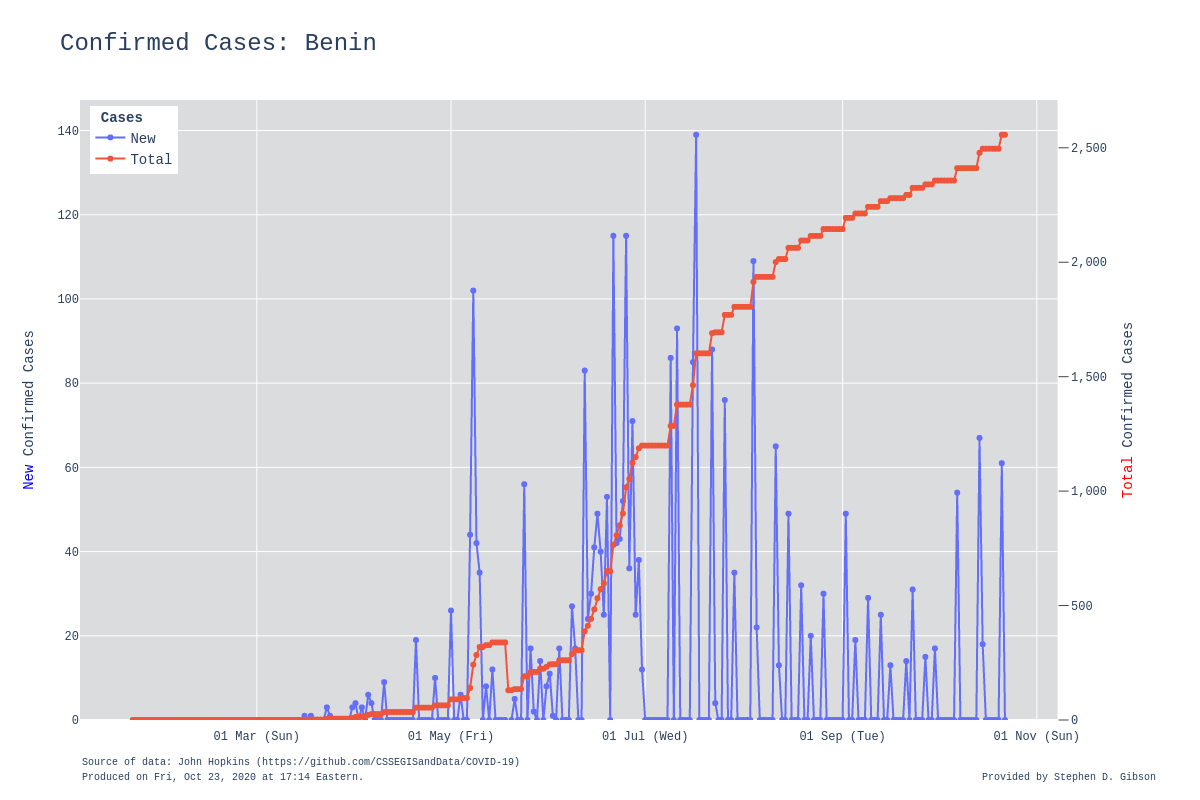 Confirmed Cases: Benin
Cases
New
Total
140
120
100
80
60
40
20
0
2,500
2,000
1,500
1,000
500
0
New Confirmed Cases
Total Confirmed Cases
01 Mar (Sun)
01 May (Fri)
01 Jul (Wed)
01 Sep (Tue)
01 Nov (Sun)
Source of data: John Hopkins (https://github.com/CSSEGISandData/COVID-19)
Produced on Fri, Oct 23, 2020 at 17:14 Eastern.
Provided by Stephen D. Gibson